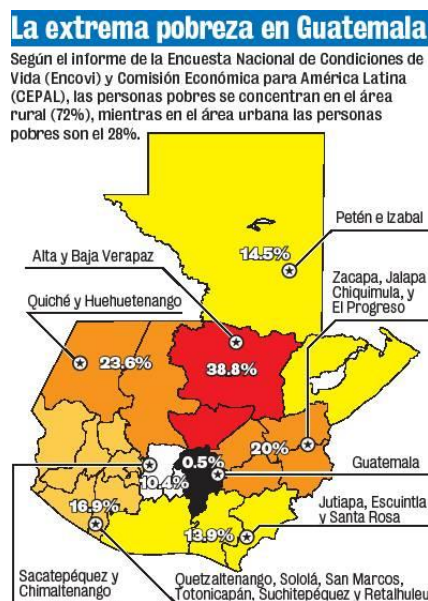 La extrema pobreza en Guatemala
Según el informe de la Encuesta Nacional de Condiciones de
Vida (Encovi) y Comisión Económica para América Latina
(CEPAL), las personas pobres se concentran en el área
rural (72%), mientras en el área urbana las personas
pobres son el 28%.
Petén e Izabal
14.5%
Alta y Baja Verapaz
Zacapa, Jalapa
Chiquimula, y
El Progreso
Quiché y Huehuetenango
23.6%
38.8%
20%
0.5%
Guatemala
10.4%
Jutiapa, Escuintla
y Santa Rosa
16.9%
13.9%
Sacatepéquez y
Chimaltenango
Quetzaltenango, Sololá, San Marcos,
Totonicapán, Suchitepéquez y Retalhuleu